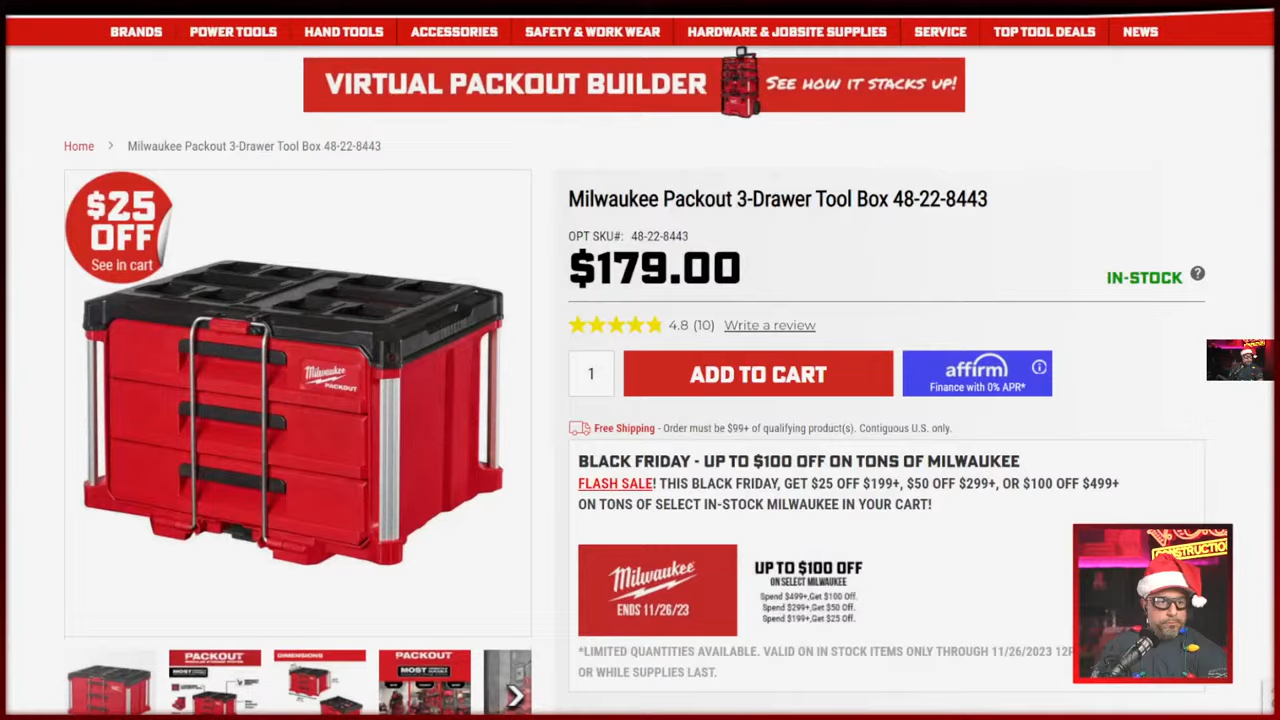 BRANDS
POWER TOOLS
HAND TOOLS
ACCESSORIES
SAFETY & WORK WEAR
HARDWARE & JOBSITE SUPPLIES
SERVICE
TOP TOOL DEALS
NEWS
VIRTUAL PACKOUT BUILDER
SEE HOW IT STACKS UP!
Home > Milwaukee Packout 3-Drawer Tool Box 48-22-8443
$25
OFF
See in cart
Milwaukee
PACKOUT
Milwaukee Packout 3-Drawer Tool Box 48-22-8443
OPT SKU#: 48-22-8443
$179.00
IN-STOCK ?
4.8 (10) Write a review
1
ADD TO CART
affirm
Finance with 0% APR*
Free Shipping - Order must be $99+ of qualifying product(s). Contiguous U.S. only.
BLACK FRIDAY - UP TO $100 OFF ON TONS OF MILWAUKEE
FLASH SALE! THIS BLACK FRIDAY, GET $25 OFF $199+, $50 OFF $299+, OR $100 OFF $499+
ON TONS OF SELECT IN-STOCK MILWAUKEE IN YOUR CART!
Milwaukee
ENDS 11/26/23
UP TO $100 OFF
ON SELECT MILWAUKEE
Spend $499+,Get $100 Off.
Spend $299+,Get $50 Off.
Spend $199+,Get $25 Off.
*LIMITED QUANTITIES AVAILABLE. VALID ON IN STOCK ITEMS ONLY THROUGH 11/26/2023
OR WHILE SUPPLIES LAST.
PACKOUT
DIMENSIONS
PACKOUT
MOST